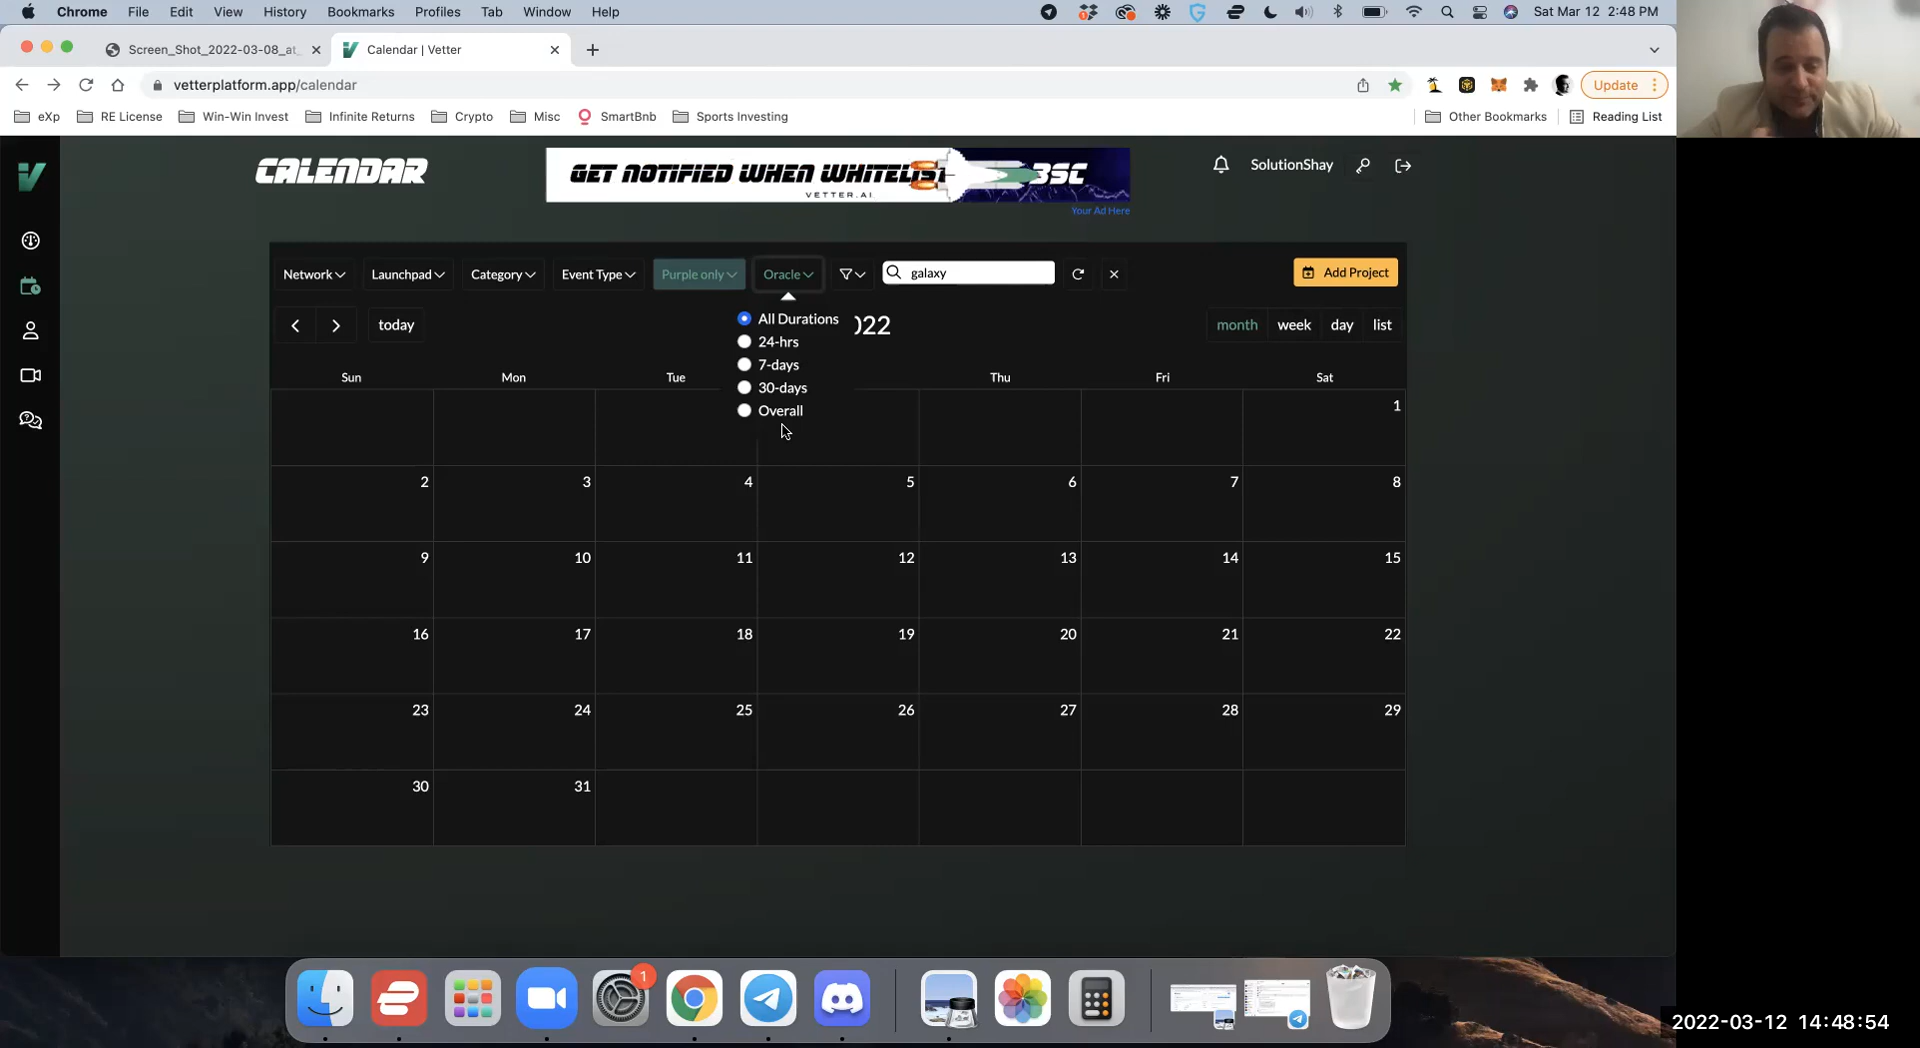 Chrome File Edit View History Bookmarks Profiles Tab Window Help Sat Mar 12 2:48 PM
Screen_Shot_2022-03-08_at_ Calendar | Vetter
vetterplatform.app/calendar Update
eXp RE License Win-Win Invest Infinite Returns Crypto Misc SmartBnb Sports Investing Other Bookmarks Reading List
CALENDAR
GET NOTIFIED WHEN WHITELIST BSC
VETTER.AI
SolutionShay
Your Ad Here
Network Launchpad Category Event Type Purple only Oracle galaxy Add Project
today 2022 month week day list
All Durations
24-hrs
7-days
30-days
Overall
Sun Mon Tue Thu Fri Sat
1
2 3 4 5 6 7 8
9 10 11 12 13 14 15
16 17 18 19 20 21 22
23 24 25 26 27 28 29
30 31
1
2022-03-12 14:48:54